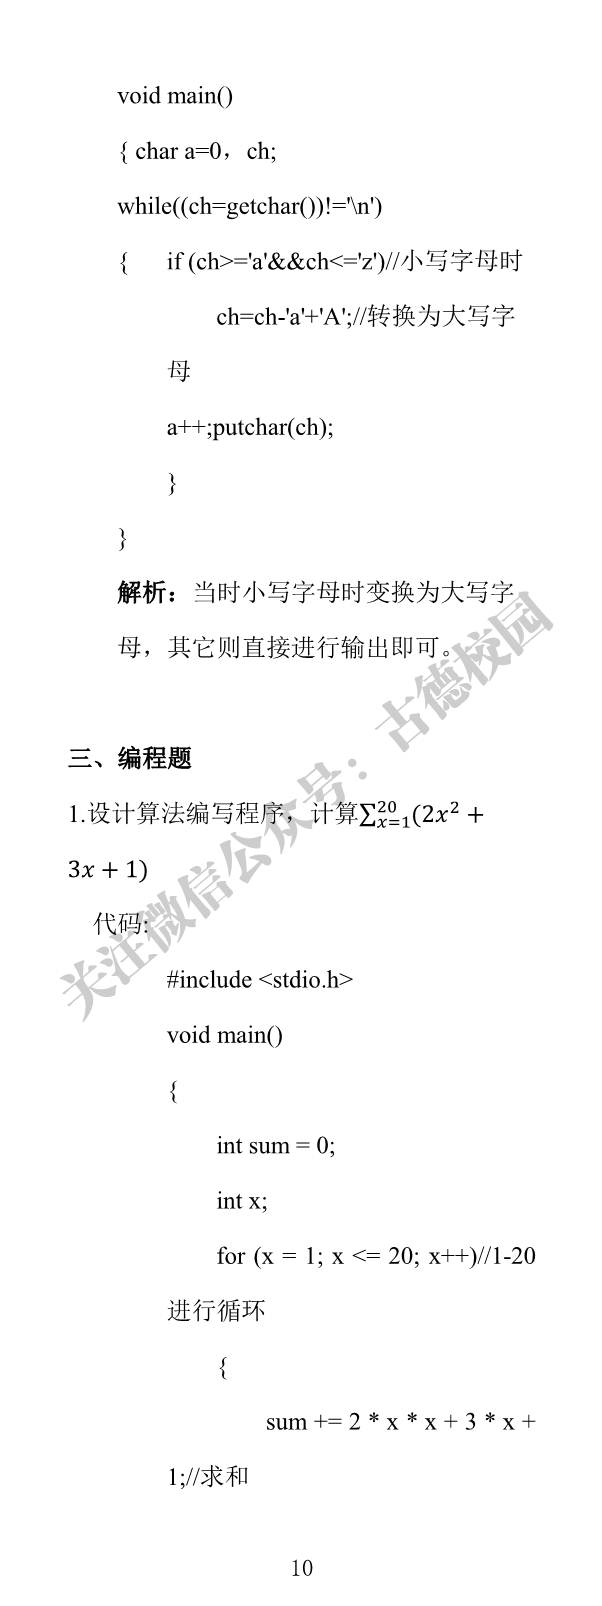 void main()
{ char a=0，ch;
while((ch=getchar())!='\n')
{ if (ch>='a'&&ch<='z')//小写字母时
ch=ch-'a'+'A';//转换为大写字
母
a++;putchar(ch);
}
}
解析：当时小写字母时变换为大写字
母，其它则直接进行输出即可。
三、编程题
1.设计算法编写程序，计算∑_{x=1}^{20}(2x² +
3x + 1)
代码:
#include <stdio.h>
void main()
{
int sum = 0;
int x;
for (x = 1; x <= 20; x++)//1-20
进行循环
{
sum += 2 * x * x + 3 * x +
1;//求和
10
关注微信公众号：古德校园